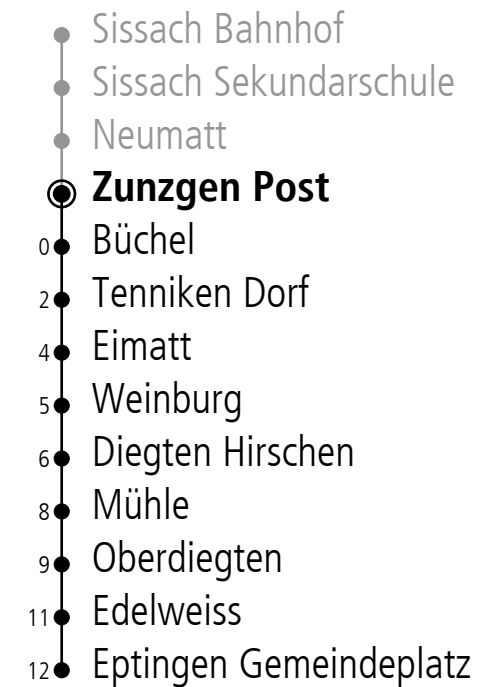 Sissach Bahnhof
Sissach Sekundarschule
Neumatt
Zunzgen Post
0 Büchel
2 Tenniken Dorf
4 Eimatt
5 Weinburg
6 Diegten Hirschen
8 Mühle
9 Oberdiegten
11 Edelweiss
12 Eptingen Gemeindeplatz